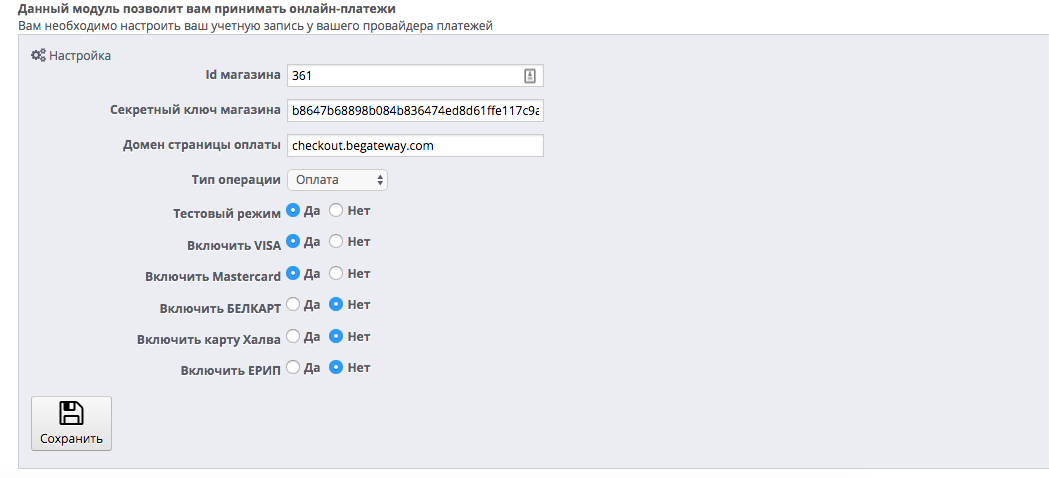 Данный модуль позволит вам принимать онлайн-платежи
Вам необходимо настроить ваш учетную запись у вашего провайдера платежей
Настройка
Id магазина 361
Секретный ключ магазина b8647b68898b084b836474ed8d61ffe117c9a
Домен страницы оплаты checkout.begateway.com
Тип операции Оплата
Тестовый режим Да Нет
Включить VISA Да Нет
Включить Mastercard Да Нет
Включить БЕЛКАРТ Да Нет
Включить карту Халва Да Нет
Включить ЕРИП Да Нет
Сохранить